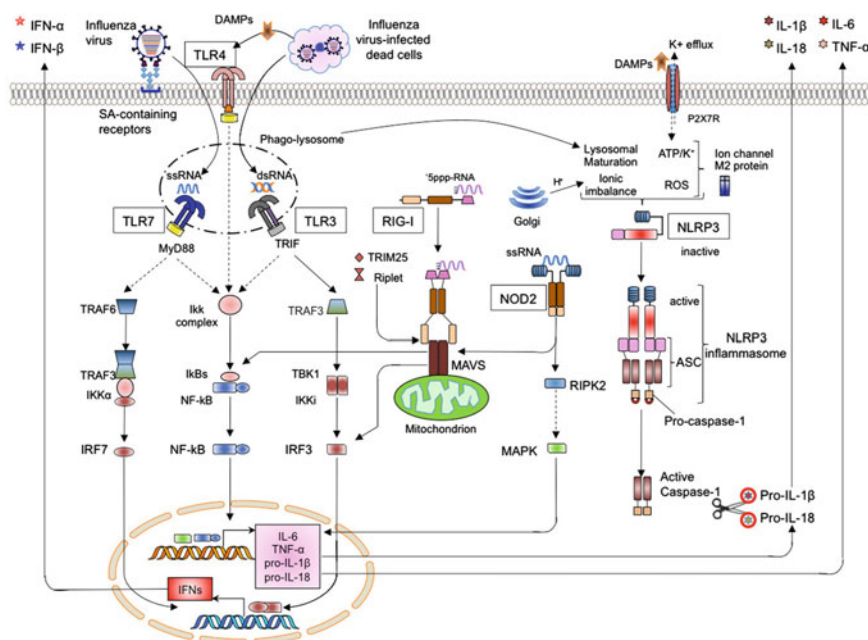 IFN-α
IFN-β
Influenza
virus
DAMPs
TLR4
Influenza
virus-infected
dead cells
SA-containing
receptors
K+ efflux
DAMPs
P2X7R
IL-1β
IL-6
IL-18
TNF-α
Phago-lysosome
ssRNA
dsRNA
TLR7
TLR3
MyD88
TRIF
Lysosomal
Maturation
Ionic
imbalance
ATP/K⁺
ROS
Ion channel
M2 protein
'5ppp-RNA
RIG-I
H⁺
Golgi
NLRP3
inactive
TRIM25
Riplet
ssRNA
NOD2
TRAF6
Ikk
complex
TRAF3
active
NLRP3
inflammasome
ASC
TRAF3
IKKα
IkBs
NF-kB
TBK1
IKKi
MAVS
Mitochondrion
RIPK2
Pro-caspase-1
IRF7
NF-kB
IRF3
MAPK
Active
Caspase-1
Pro-IL-1β
Pro-IL-18
IL-6
TNF-α
pro-IL-1β
pro-IL-18
IFNs